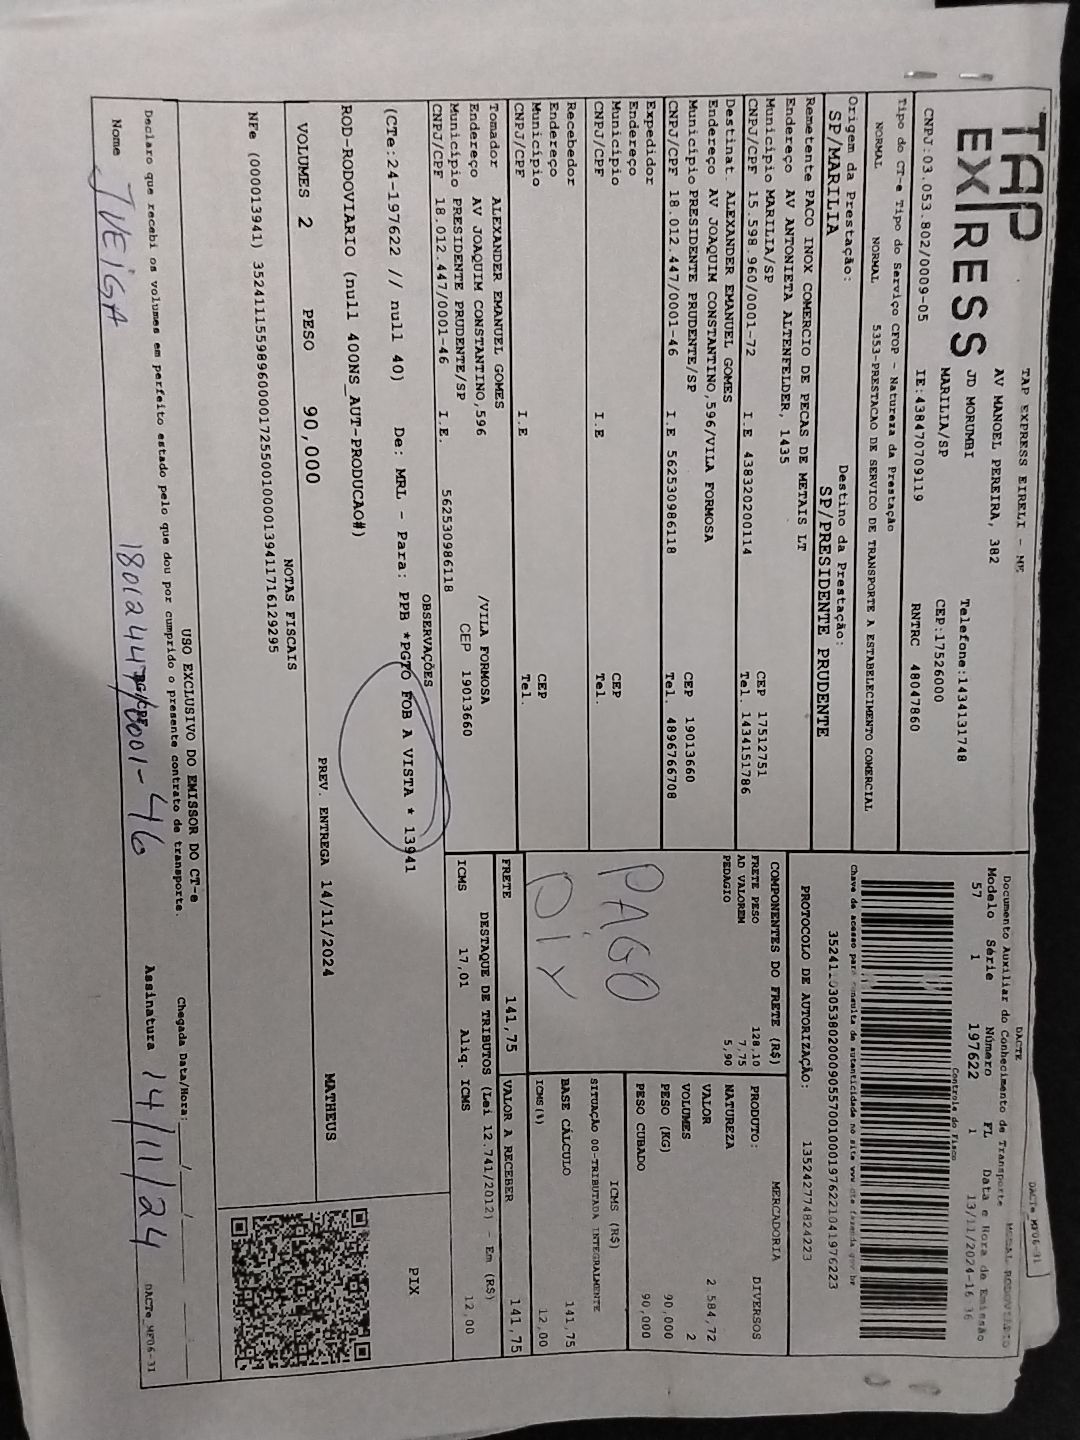 TAP EXPRESS
TAP EXPRESS EIRELI - ME
AV MANOEL PEREIRA, 382
JD MORUMBI Telefone:1434131748
MARILIA/SP CEP:17526000
CNPJ:03.053.802/0009-05 IE:438470709119 RNTRC 48047860
DACTe_MF06-31
DACTE MODAL RODOVIARIO
Documento Auxiliar do Conhecimento de Transporte
Modelo Série Número FL Data e Hora de Emissão
57 1 197622 1 13/11/2024-16:36
Controle do Fisco
Tipo do CT-e Tipo do Serviço CFOP - Natureza da Prestação
NORMAL NORMAL 5353-PRESTACAO DE SERVICO DE TRANSPORTE A ESTABELECIMENTO COMERCIAL
Chave de acesso para consulta de autenticidade no site www.cte.fazenda.gov.br
Origem da Prestação: Destino da Prestação:
SP/MARILIA SP/PRESIDENTE PRUDENTE
PROTOCOLO DE AUTORIZAÇÃO: 135242774824223
Remetente PACO INOX COMERCIO DE PECAS DE METAIS LT
Endereço AV ANTONIETA ALTENFELDER, 1435
Município MARILIA/SP CEP 17512751
CNPJ/CPF 15.598.960/0001-72 I.E 438320200114 Tel. 1434151786
Destinat. ALEXANDER EMANUEL GOMES
Endereço AV JOAQUIM CONSTANTINO,596/VILA FORMOSA
Município PRESIDENTE PRUDENTE/SP CEP 19013660
CNPJ/CPF 18.012.447/0001-46 I.E 562530986118 Tel. 4896766708
Expedidor
Endereço
Município CEP
CNPJ/CPF I.E Tel.
Recebedor
Endereço
Município CEP
CNPJ/CPF I.E Tel.
Tomador ALEXANDER EMANUEL GOMES
Endereço AV JOAQUIM CONSTANTINO,596 /VILA FORMOSA
Município PRESIDENTE PRUDENTE/SP CEP 19013660
CNPJ/CPF 18.012.447/0001-46 I.E. 562530986118
COMPONENTES DO FRETE (R$)
FRETE PESO 128,10
AD VALOREM 7,75
PEDAGIO 5,90
PAGO
PIX
MERCADORIA
PRODUTO: DIVERSOS
NATUREZA
VALOR 2.584,72
VOLUMES 2
PESO (KG) 90,000
PESO CUBADO 90,000
ICMS (R$)
SITUAÇÃO 00-TRIBUTADA INTEGRALMENTE
BASE CÁLCULO 141,75
ICMS(%) 12,00
FRETE 141,75 VALOR A RECEBER 141,75
DESTAQUE DE TRIBUTOS (Lei 12.741/2012) - Em (R$)
ICMS 17,01 Aliq. ICMS 12,00
OBSERVAÇÕES
(CTe:24-197622 // null 40) De: MRL - Para: PPB *PGTO FOB A VISTA * 13941
ROD-RODOVIARIO (null 400NS_AUT-PRODUCAO#)
PIX
VOLUMES 2 PESO 90,000 PREV. ENTREGA 14/11/2024 MATHEUS
NOTAS FISCAIS
NFe (000013941) 35241115598960000172550010000139411716129295
USO EXCLUSIVO DO EMISSOR DO CT-e
Declaro que recebi os volumes em perfeito estado pelo que dou por cumprido o presente contrato de transporte. Chegada Data/Hora: __/__/__ __:__
Nome J VEIGA RG/CPF 18012447/0001-46 Assinatura 14/11/24
DACTe_MF06-31